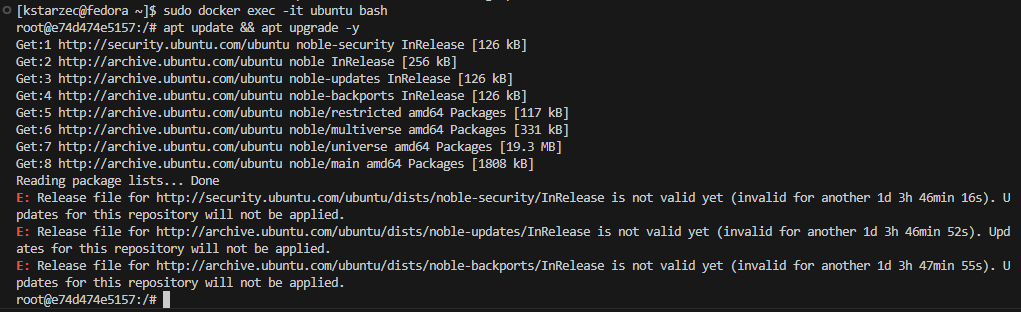 [kstarzec@fedora ~]$ sudo docker exec -it ubuntu bash
root@e74d474e5157:/# apt update && apt upgrade -y
Get:1 http://security.ubuntu.com/ubuntu noble-security InRelease [126 kB]
Get:2 http://archive.ubuntu.com/ubuntu noble InRelease [256 kB]
Get:3 http://archive.ubuntu.com/ubuntu noble-updates InRelease [126 kB]
Get:4 http://archive.ubuntu.com/ubuntu noble-backports InRelease [126 kB]
Get:5 http://archive.ubuntu.com/ubuntu noble/restricted amd64 Packages [117 kB]
Get:6 http://archive.ubuntu.com/ubuntu noble/multiverse amd64 Packages [331 kB]
Get:7 http://archive.ubuntu.com/ubuntu noble/universe amd64 Packages [19.3 MB]
Get:8 http://archive.ubuntu.com/ubuntu noble/main amd64 Packages [1808 kB]
Reading package lists... Done
E: Release file for http://security.ubuntu.com/ubuntu/dists/noble-security/InRelease is not valid yet (invalid for another 1d 3h 46min 16s). U
pdates for this repository will not be applied.
E: Release file for http://archive.ubuntu.com/ubuntu/dists/noble-updates/InRelease is not valid yet (invalid for another 1d 3h 46min 52s). Upd
ates for this repository will not be applied.
E: Release file for http://archive.ubuntu.com/ubuntu/dists/noble-backports/InRelease is not valid yet (invalid for another 1d 3h 47min 55s). U
pdates for this repository will not be applied.
root@e74d474e5157:/#